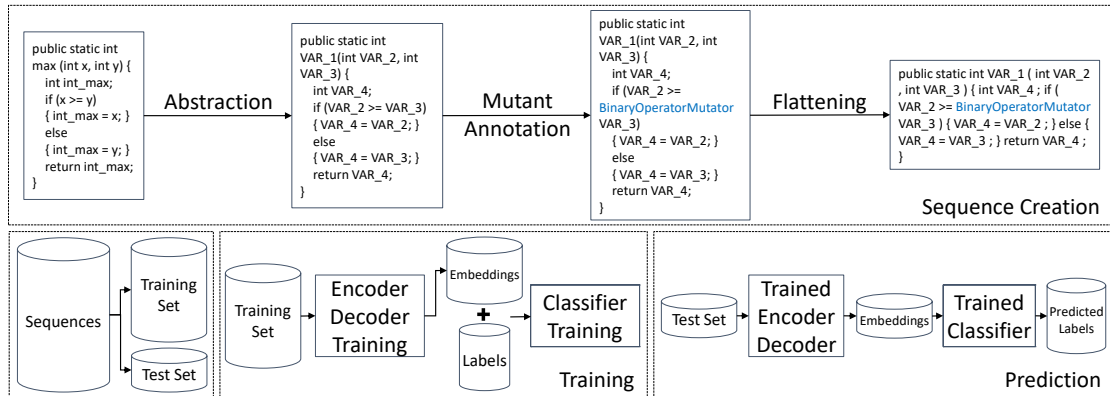 public static int
max (int x, int y) {
int int_max;
if (x >= y)
{ int_max = x; }
else
{ int_max = y; }
return int_max;
}
Abstraction
public static int
VAR_1(int VAR_2, int
VAR_3) {
int VAR_4;
if (VAR_2 >= VAR_3)
{ VAR_4 = VAR_2; }
else
{ VAR_4 = VAR_3; }
return VAR_4;
}
Mutant
Annotation
public static int
VAR_1(int VAR_2, int
VAR_3) {
int VAR_4;
if (VAR_2 >=
BinaryOperatorMutator
VAR_3)
{ VAR_4 = VAR_2; }
else
{ VAR_4 = VAR_3; }
return VAR_4;
}
Flattening
public static int VAR_1 ( int VAR_2
, int VAR_3 ) { int VAR_4 ; if (
VAR_2 >= BinaryOperatorMutator
VAR_3 ) { VAR_4 = VAR_2 ; } else {
VAR_4 = VAR_3 ; } return VAR_4 ;
}
Sequence Creation
Sequences
Training
Set
Test Set
Training
Set
Encoder
Decoder
Training
Embeddings
+
Labels
Classifier
Training
Training
Test Set
Trained
Encoder
Decoder
Embeddings
Trained
Classifier
Predicted
Labels
Prediction